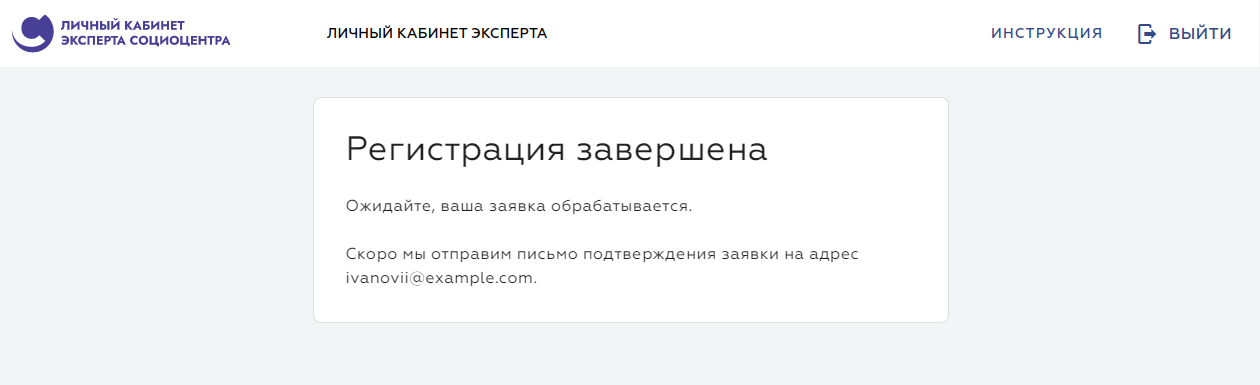 ЛИЧНЫЙ КАБИНЕТ
ЭКСПЕРТА СОЦИОЦЕНТРА
ЛИЧНЫЙ КАБИНЕТ ЭКСПЕРТА
ИНСТРУКЦИЯ
ВЫЙТИ
Регистрация завершена
Ожидайте, ваша заявка обрабатывается.
Скоро мы отправим письмо подтверждения заявки на адрес
ivanovii@example.com.